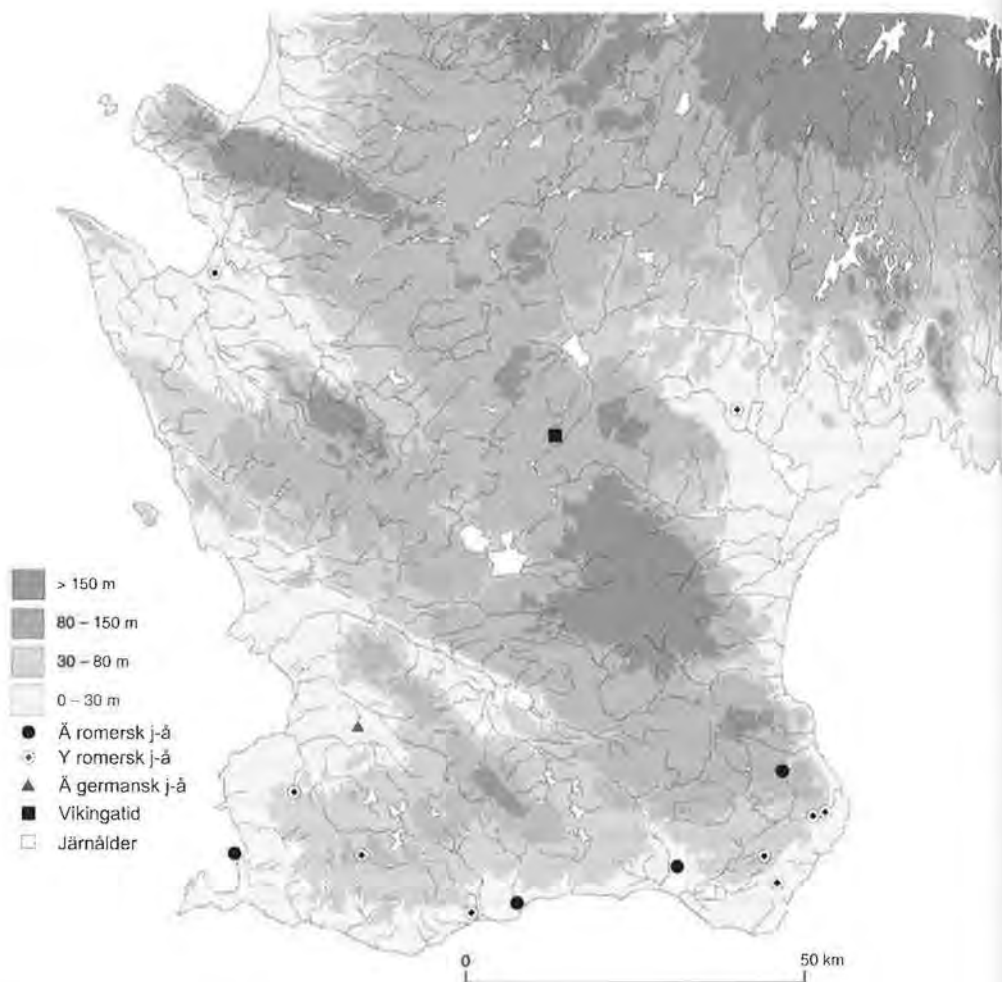 > 150 m
80 – 150 m
30 – 80 m
0 – 30 m
Ä romersk j-å
Y romersk j-å
Ä germansk j-å
Vikingatid
Järnålder
0 50 km